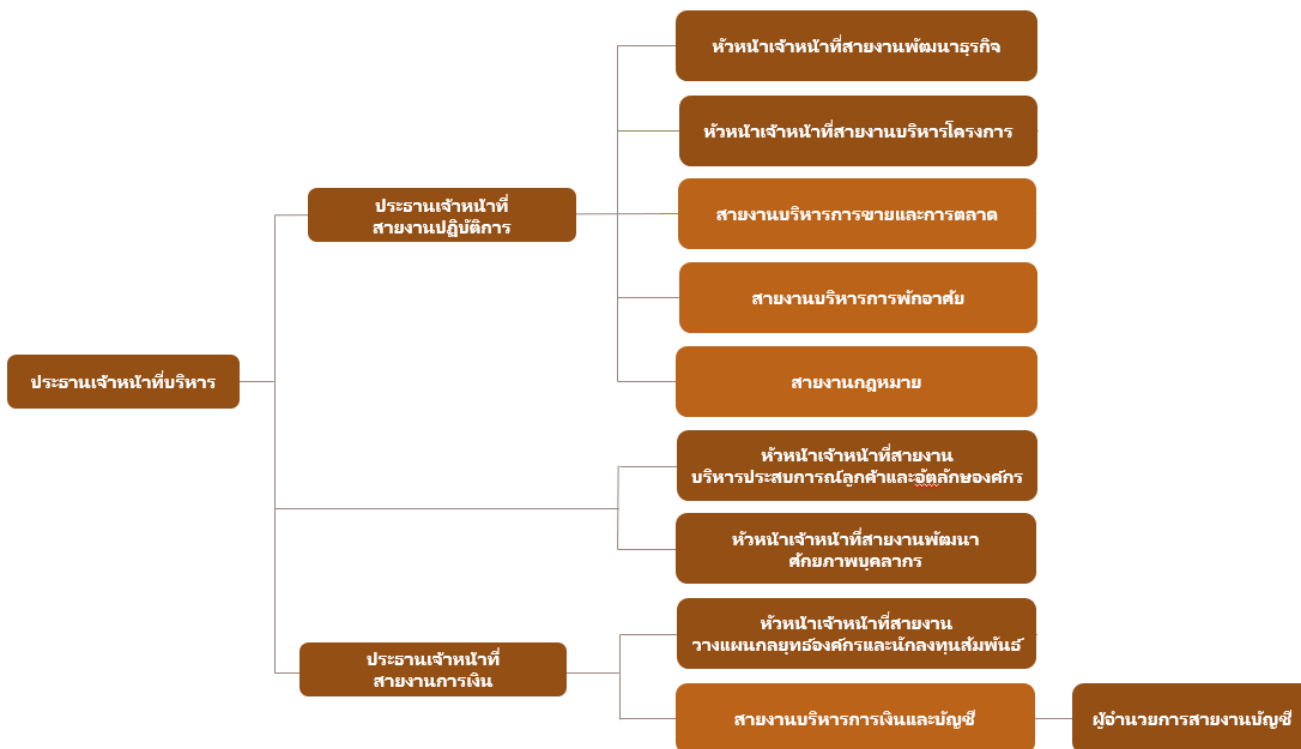 หัวหน้าเจ้าหน้าที่สายงานพัฒนาธุรกิจ
หัวหน้าเจ้าหน้าที่สายงานบริหารโครงการ
ประธานเจ้าหน้าที่
สายงานปฏิบัติการ
สายงานบริหารการขายและการตลาด
สายงานบริหารการพักอาศัย
ประธานเจ้าหน้าที่บริหาร
สายงานกฎหมาย
หัวหน้าเจ้าหน้าที่สายงาน
บริหารประสบการณ์ลูกค้าและอัตลักษองค์กร
หัวหน้าเจ้าหน้าที่สายงานพัฒนา
ศักยภาพบุคลากร
หัวหน้าเจ้าหน้าที่สายงาน
วางแผนกลยุทธ์องค์กรและนักลงทุนสัมพันธ์
ประธานเจ้าหน้าที่
สายงานการเงิน
สายงานบริหารการเงินและบัญชี
ผู้อำนวยการสายงานบัญชี